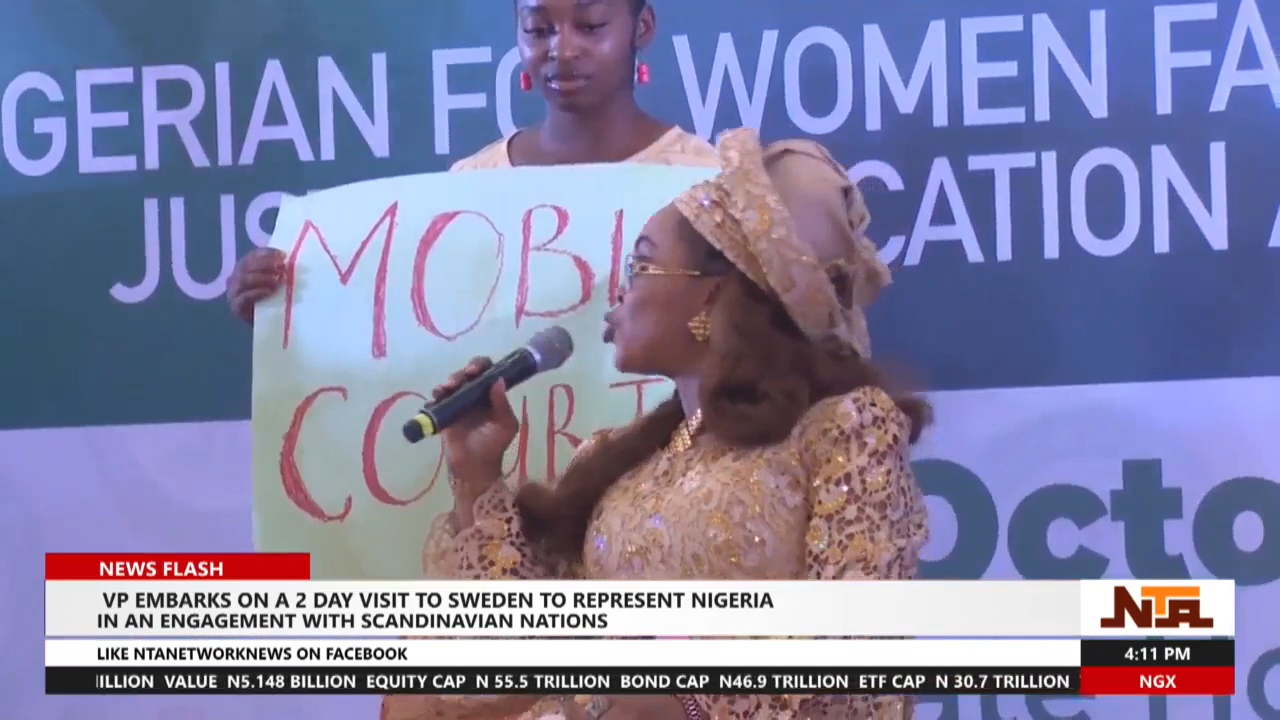 GERIAN FO WOMEN FA
JUS CATION A
MOBI
COURT
Octo
NEWS FLASH
VP EMBARKS ON A 2 DAY VISIT TO SWEDEN TO REPRESENT NIGERIA
IN AN ENGAGEMENT WITH SCANDINAVIAN NATIONS
NTA
LIKE NTANETWORKNEWS ON FACEBOOK
4:11 PM
ILLION VALUE N5.148 BILLION EQUITY CAP N 55.5 TRILLION BOND CAP N46.9 TRILLION ETF CAP N 30.7 TRILLION
NGX